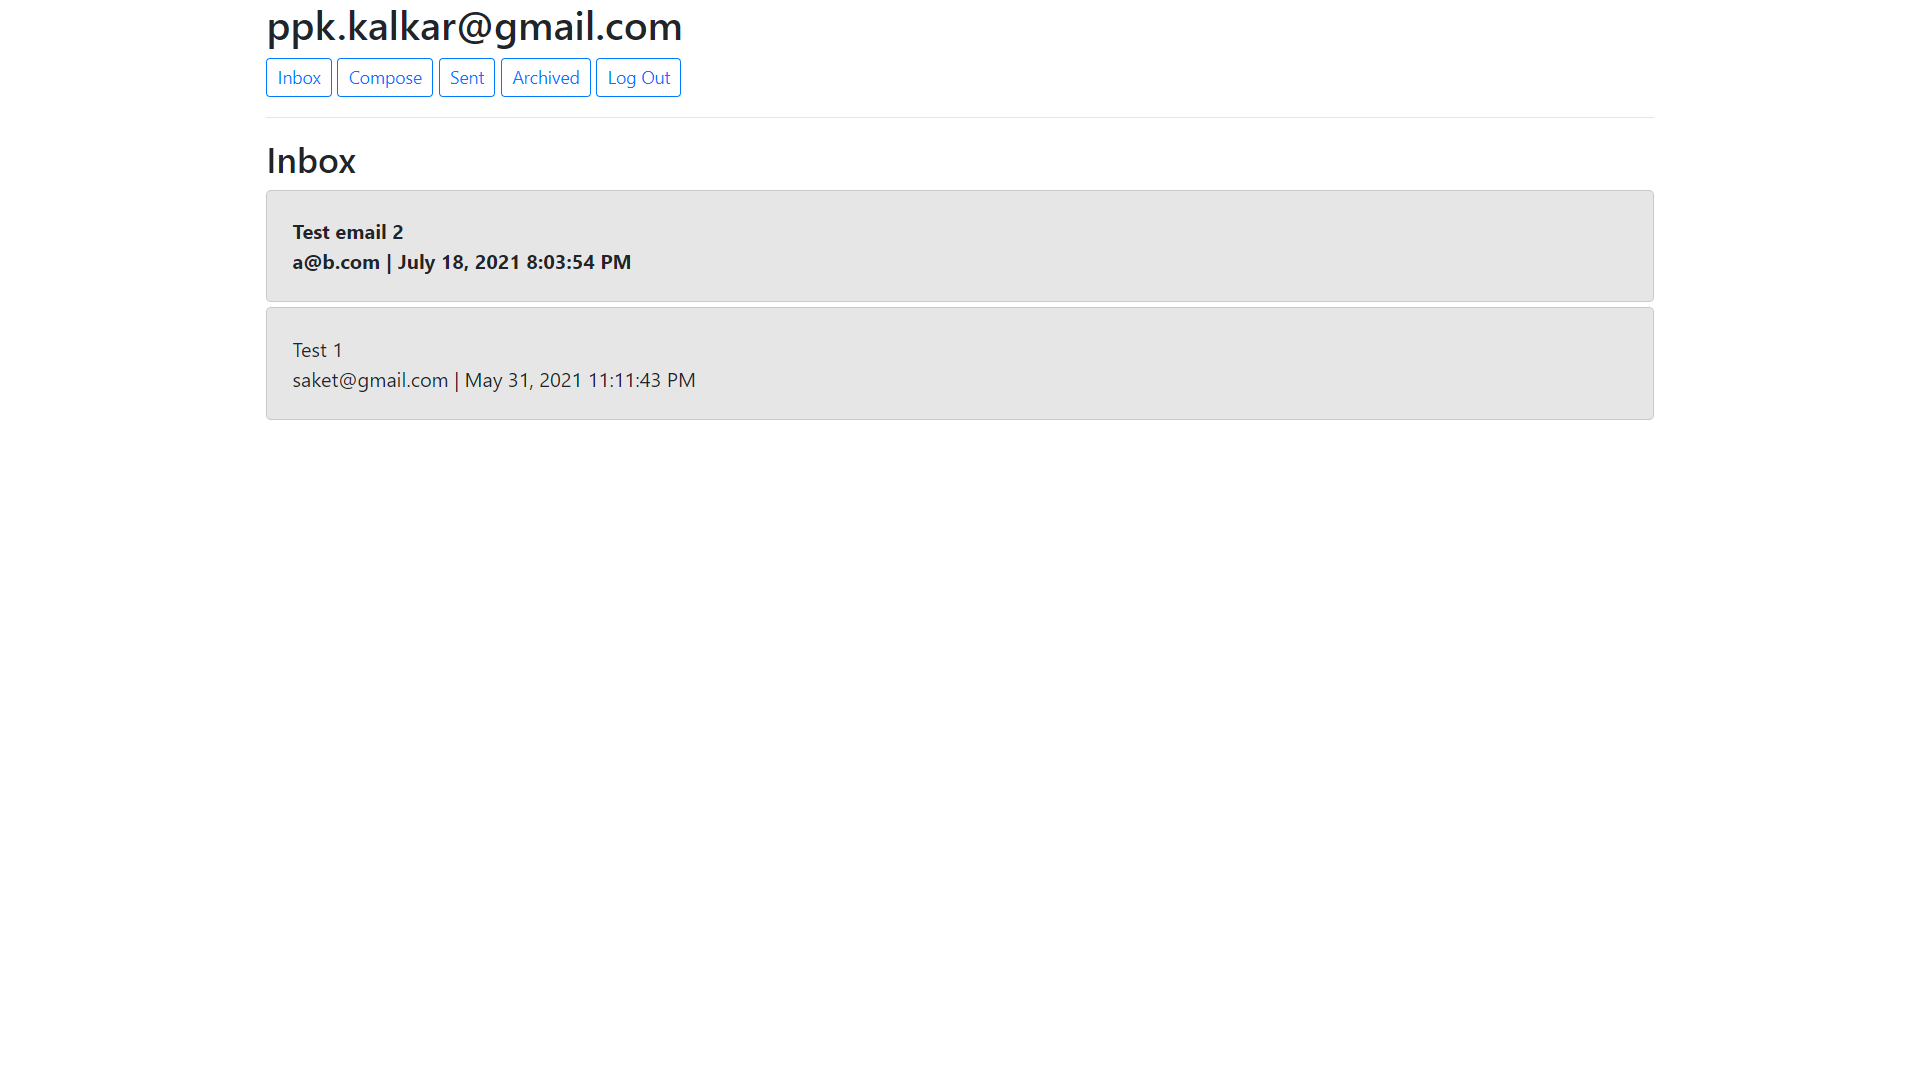 ppk.kalkar@gmail.com
Inbox Compose Sent Archived Log Out
Inbox
Test email 2
a@b.com | July 18, 2021 8:03:54 PM
Test 1
saket@gmail.com | May 31, 2021 11:11:43 PM